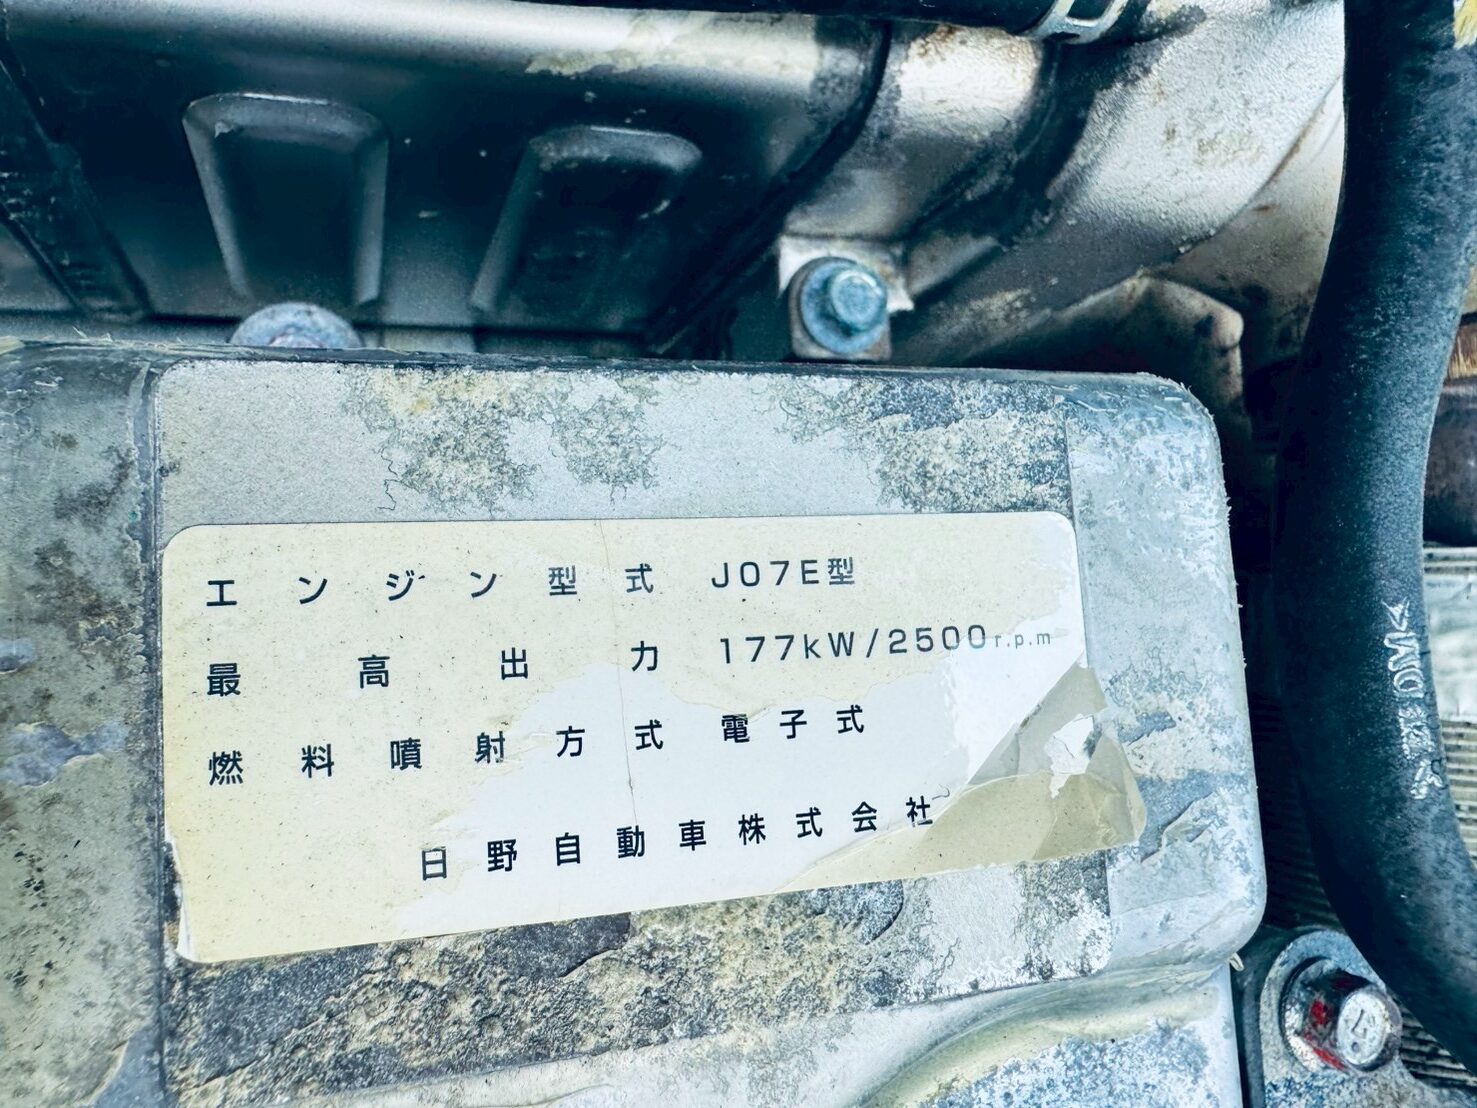 エンジン型式 J07E型
最高出力 177kW/2500r.p.m
燃料噴射方式 電子式
日野自動車株式会社